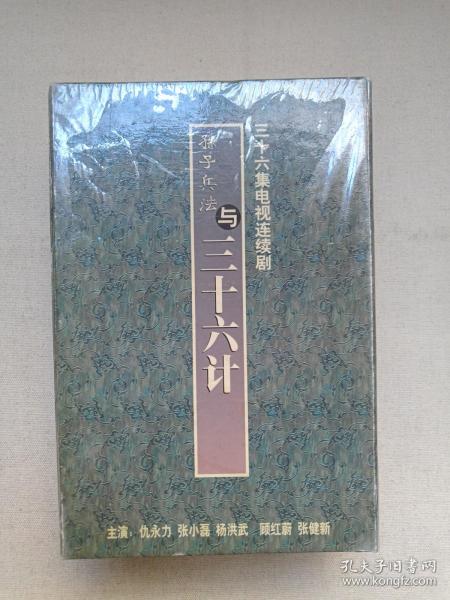 三十六集电视连续剧
孙子兵法
与
三十六计
主演：仇永力 张小磊 杨洪武 顾红蔚 张健新
孔夫子旧书网
www.kongfz.com